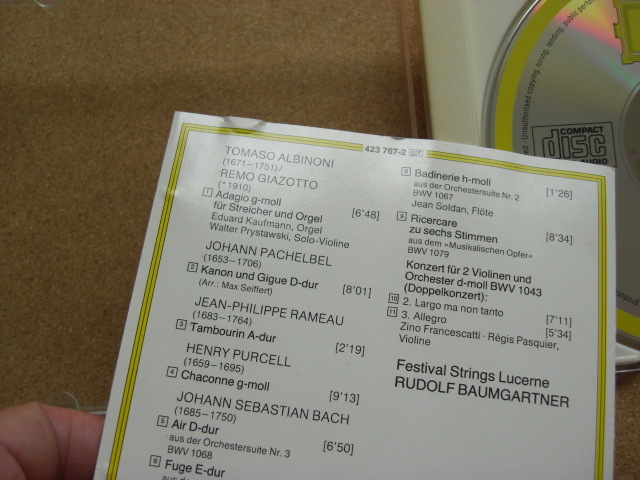 423 767-2 GH
TOMASO ALBINONI
(1671–1751)/
REMO GIAZOTTO
(*1910)
1 Adagio g-moll
für Streicher und Orgel [6'48]
Eduard Kaufmann, Orgel
Walter Prystawski, Solo-Violine
JOHANN PACHELBEL
(1653–1706)
2 Kanon und Gigue D-dur
(Arr.: Max Seiffert) [8'01]
JEAN-PHILIPPE RAMEAU
(1683–1764)
3 Tambourin A-dur [2'19]
HENRY PURCELL
(1659–1695)
4 Chaconne g-moll [9'13]
JOHANN SEBASTIAN BACH
(1685–1750)
5 Air D-dur [6'50]
aus der Orchestersuite Nr. 3
BWV 1068
6 Fuge E-dur
8 Badinerie h-moll [1'26]
aus der Orchestersuite Nr. 2
BWV 1067
Jean Soldan, Flöte
9 Ricercare
zu sechs Stimmen [8'34]
aus dem »Musikalischen Opfer«
BWV 1079
Konzert für 2 Violinen und
Orchester d-moll BWV 1043
(Doppelkonzert):
10 2. Largo ma non tanto [7'11]
11 3. Allegro [5'34]
Zino Francescatti · Régis Pasquier,
Violine
Festival Strings Lucerne
RUDOLF BAUMGARTNER
Unauthorised copying, hiring, lending, public
COMPACT
disc
AUDIO